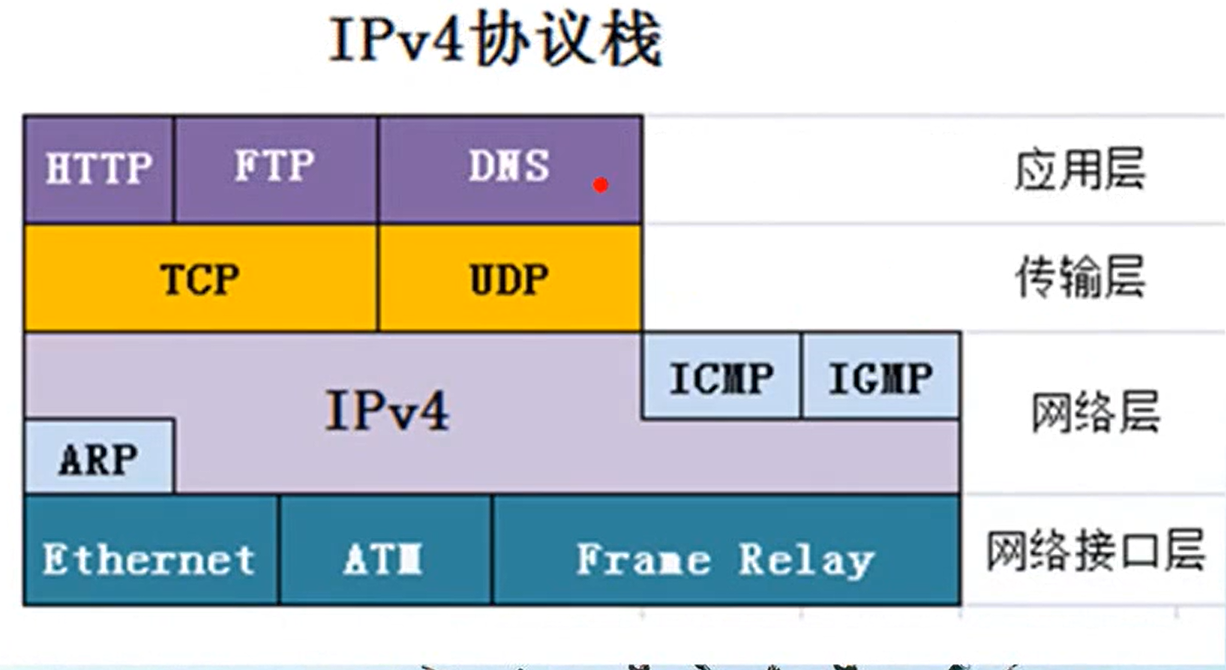 IPv4协议栈
HTTP FTP DNS 应用层
TCP UDP 传输层
ICMP IGMP
IPv4 网络层
ARP
Ethernet ATM Frame Relay 网络接口层